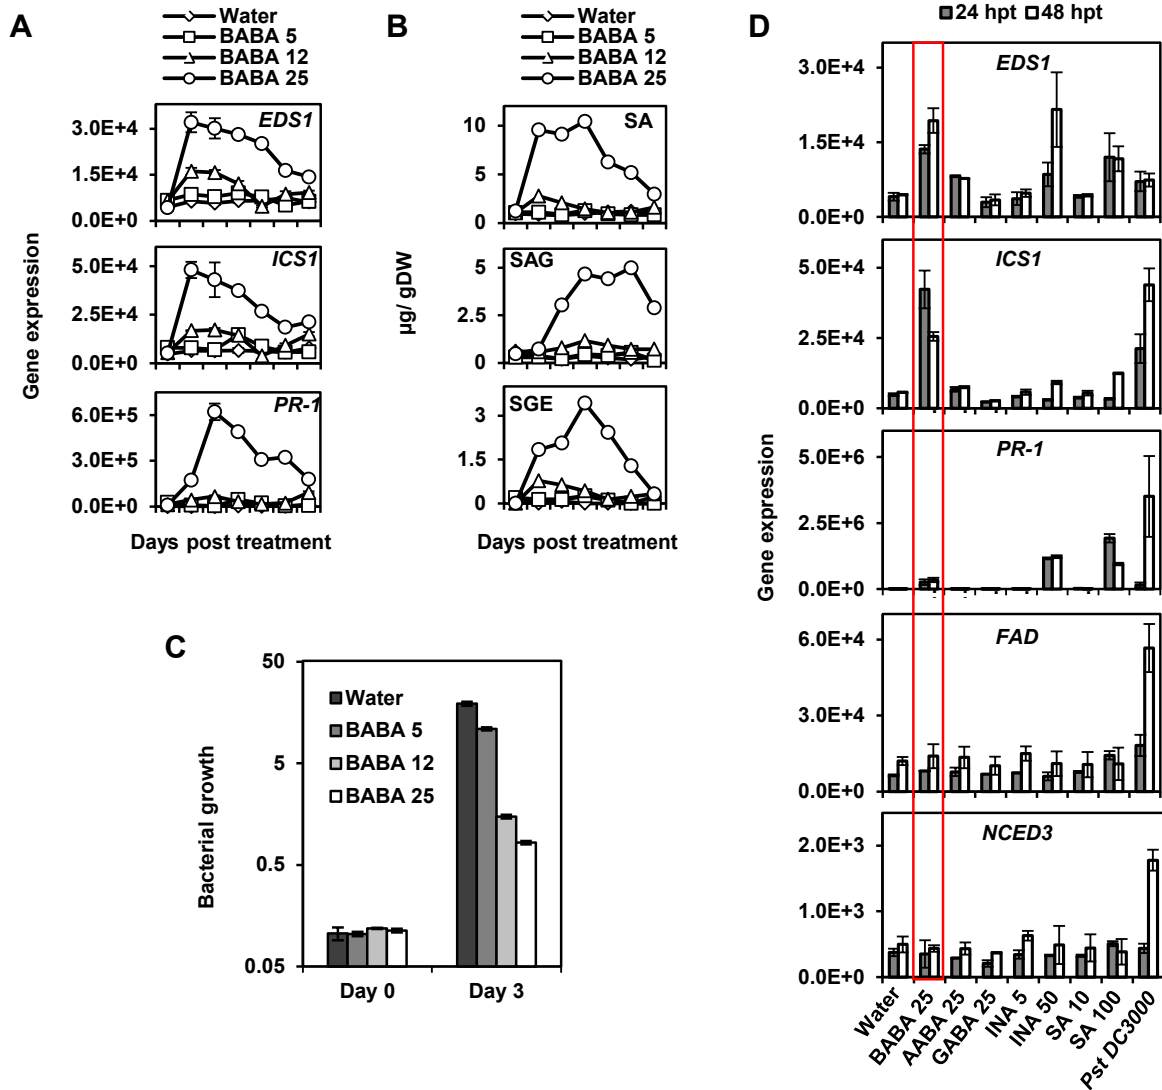 A
Water
BABA 5
BABA 12
BABA 25
EDS1
3.0E+4
1.5E+4
0.0E+0
ICS1
5.0E+4
2.5E+4
0.0E+0
PR-1
6.0E+5
3.0E+5
0.0E+0
Gene expression
Days post treatment
B
Water
BABA 5
BABA 12
BABA 25
SA
10
5
0
SAG
5
2.5
0
SGE
3
1.5
0
µg/ gDW
Days post treatment
C
50
5
0.5
0.05
Bacterial growth
Water
BABA 5
BABA 12
BABA 25
Day 0 Day 3
D
24 hpt 48 hpt
EDS1
3.0E+4
1.5E+4
0.0E+0
ICS1
5.0E+4
2.5E+4
0.0E+0
PR-1
5.0E+6
2.5E+6
0.0E+0
FAD
6.0E+4
3.0E+4
0.0E+0
NCED3
2.0E+3
1.0E+3
0.0E+0
Gene expression
Water
BABA 25
AABA 25
GABA 25
INA 5
INA 50
SA 10
SA 100
Pst DC3000